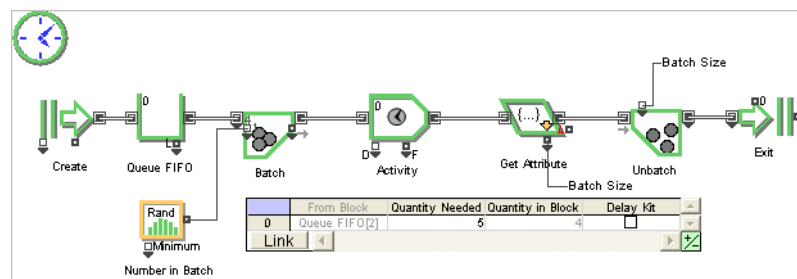 Batch Size
0
0
{...}
0
L
D
F
Create
Queue FIFO
Batch
Activity
Get Attribute
Unbatch
Exit
Batch Size
Rand
Minimum
Number in Batch
From Block Quantity Needed Quantity in Block Delay Kit
0 Queue FIFO[2] 5 4
Link